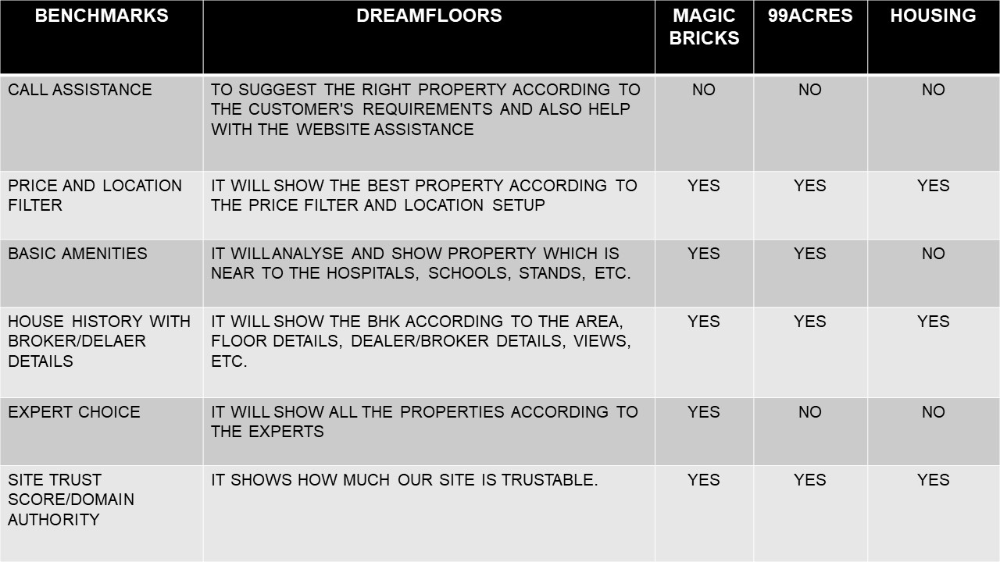 BENCHMARKS DREAMFLOORS MAGIC BRICKS 99ACRES HOUSING
CALL ASSISTANCE
TO SUGGEST THE RIGHT PROPERTY ACCORDING TO
THE CUSTOMER'S REQUIREMENTS AND ALSO HELP
WITH THE WEBSITE ASSISTANCE
NO NO NO
PRICE AND LOCATION
FILTER
IT WILL SHOW THE BEST PROPERTY ACCORDING TO
THE PRICE FILTER AND LOCATION SETUP
YES YES YES
BASIC AMENITIES
IT WILL ANALYSE AND SHOW PROPERTY WHICH IS
NEAR TO THE HOSPITALS, SCHOOLS, STANDS, ETC.
YES YES NO
HOUSE HISTORY WITH
BROKER/DELAER
DETAILS
IT WILL SHOW THE BHK ACCORDING TO THE AREA,
FLOOR DETAILS, DEALER/BROKER DETAILS, VIEWS,
ETC.
YES YES YES
EXPERT CHOICE
IT WILL SHOW ALL THE PROPERTIES ACCORDING TO
THE EXPERTS
YES NO NO
SITE TRUST
SCORE/DOMAIN
AUTHORITY
IT SHOWS HOW MUCH OUR SITE IS TRUSTABLE.
YES YES YES